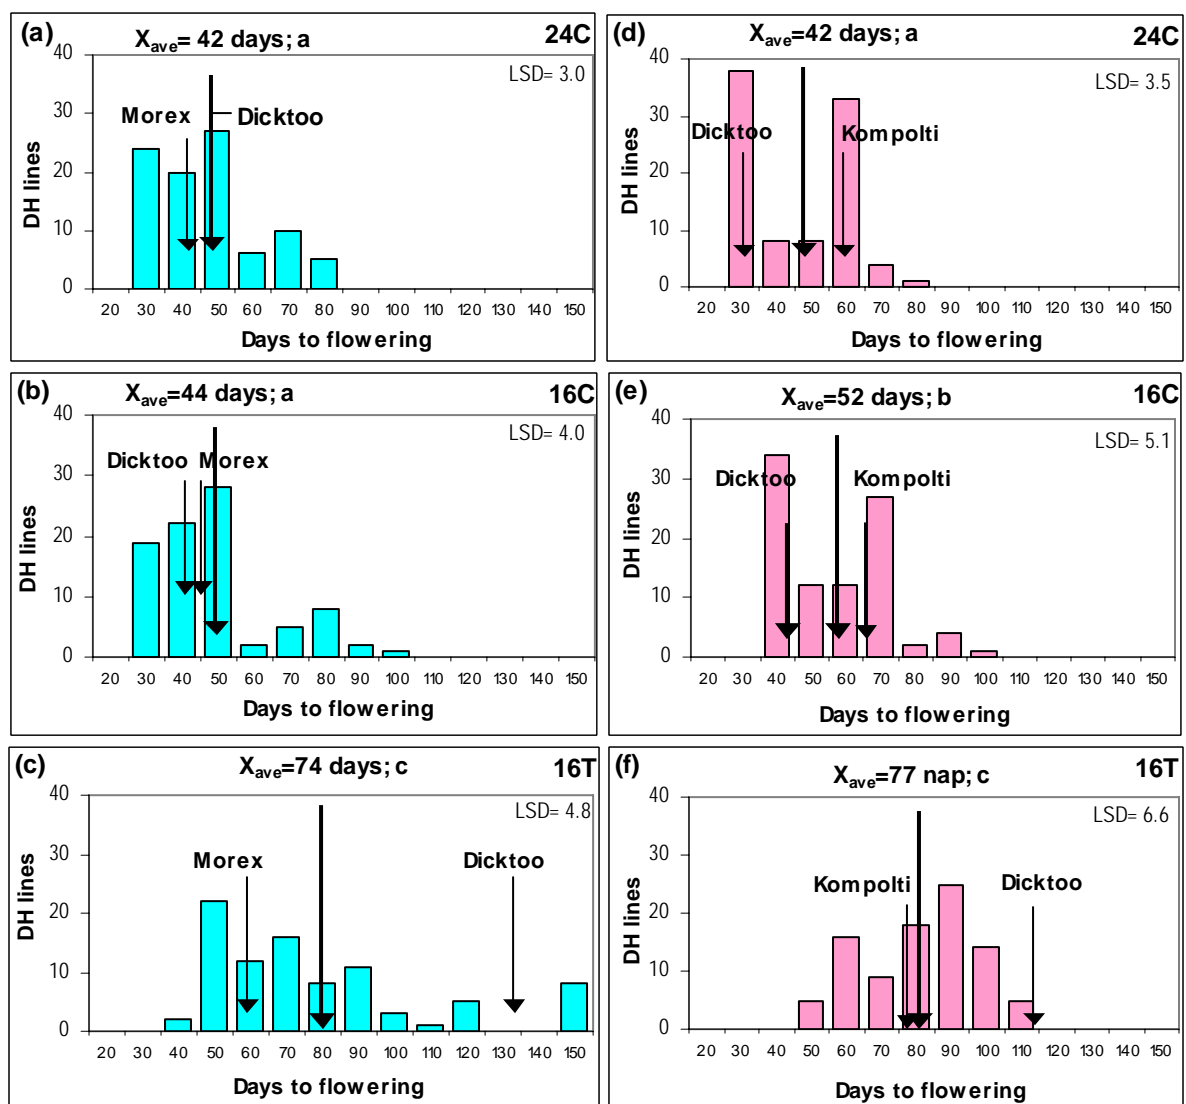 (a)
X_ave= 42 days; a
24C
LSD= 3.0
40
30
20
10
0
DH lines
Morex
Dicktoo
20 30 40 50 60 70 80 90 100 110 120 130 140 150
Days to flowering
(d)
X_ave=42 days; a
24C
LSD= 3.5
40
30
20
10
0
DH lines
Dicktoo
Kompolti
20 30 40 50 60 70 80 90 100 110 120 130 140 150
Days to flowering
(b)
X_ave=44 days; a
16C
LSD= 4.0
40
30
20
10
0
DH lines
Dicktoo
Morex
20 30 40 50 60 70 80 90 100 110 120 130 140 150
Days to flowering
(e)
X_ave=52 days; b
16C
LSD= 5.1
40
30
20
10
0
DH lines
Dicktoo
Kompolti
20 30 40 50 60 70 80 90 100 110 120 130 140 150
Days to flowering
(c)
X_ave=74 days; c
16T
LSD= 4.8
40
30
20
10
0
DH lines
Morex
Dicktoo
20 30 40 50 60 70 80 90 100 110 120 130 140 150
Days to flowering
(f)
X_ave=77 nap; c
16T
LSD= 6.6
40
30
20
10
0
DH lines
Kompolti
Dicktoo
20 30 40 50 60 70 80 90 100 110 120 130 140 150
Days to flowering